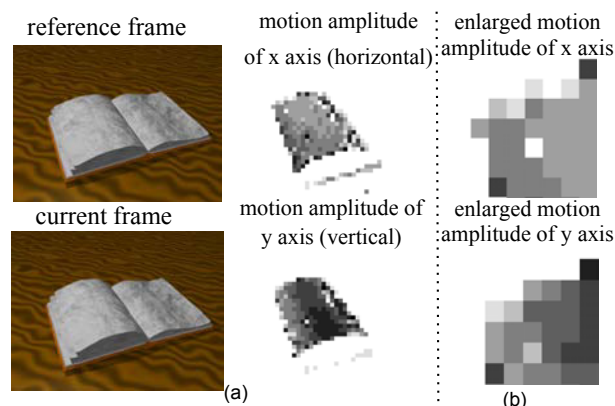 reference frame
motion amplitude
of x axis (horizontal)
enlarged motion
amplitude of x axis
current frame
motion amplitude of
y axis (vertical)
enlarged motion
amplitude of y axis
(a)
(b)